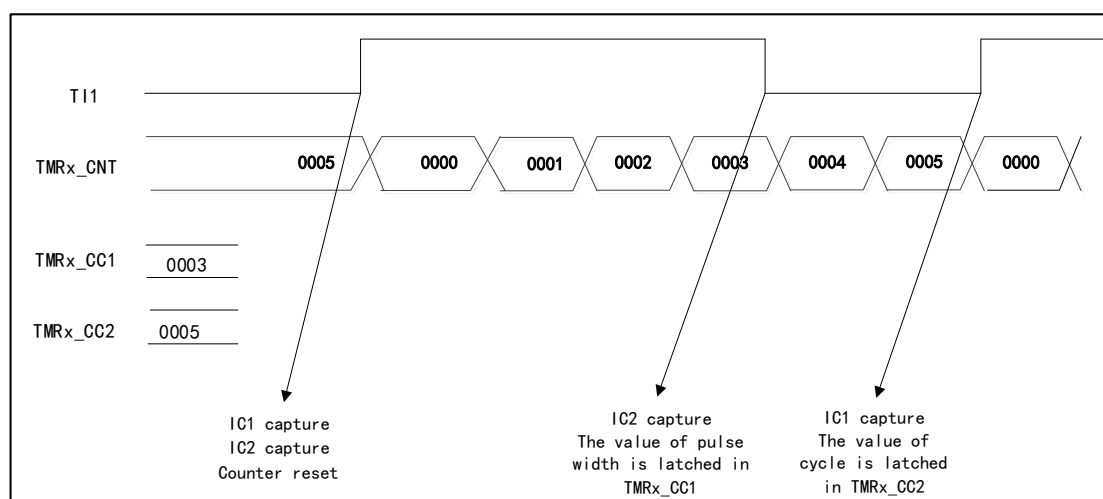 TI1
TMRx_CNT
0005
0000
0001
0002
0003
0004
0005
0000
TMRx_CC1
0003
TMRx_CC2
0005
IC1 capture
IC2 capture
Counter reset
IC2 capture
The value of pulse
width is latched in
TMRx_CC1
IC1 capture
The value of
cycle is latched
in TMRx_CC2